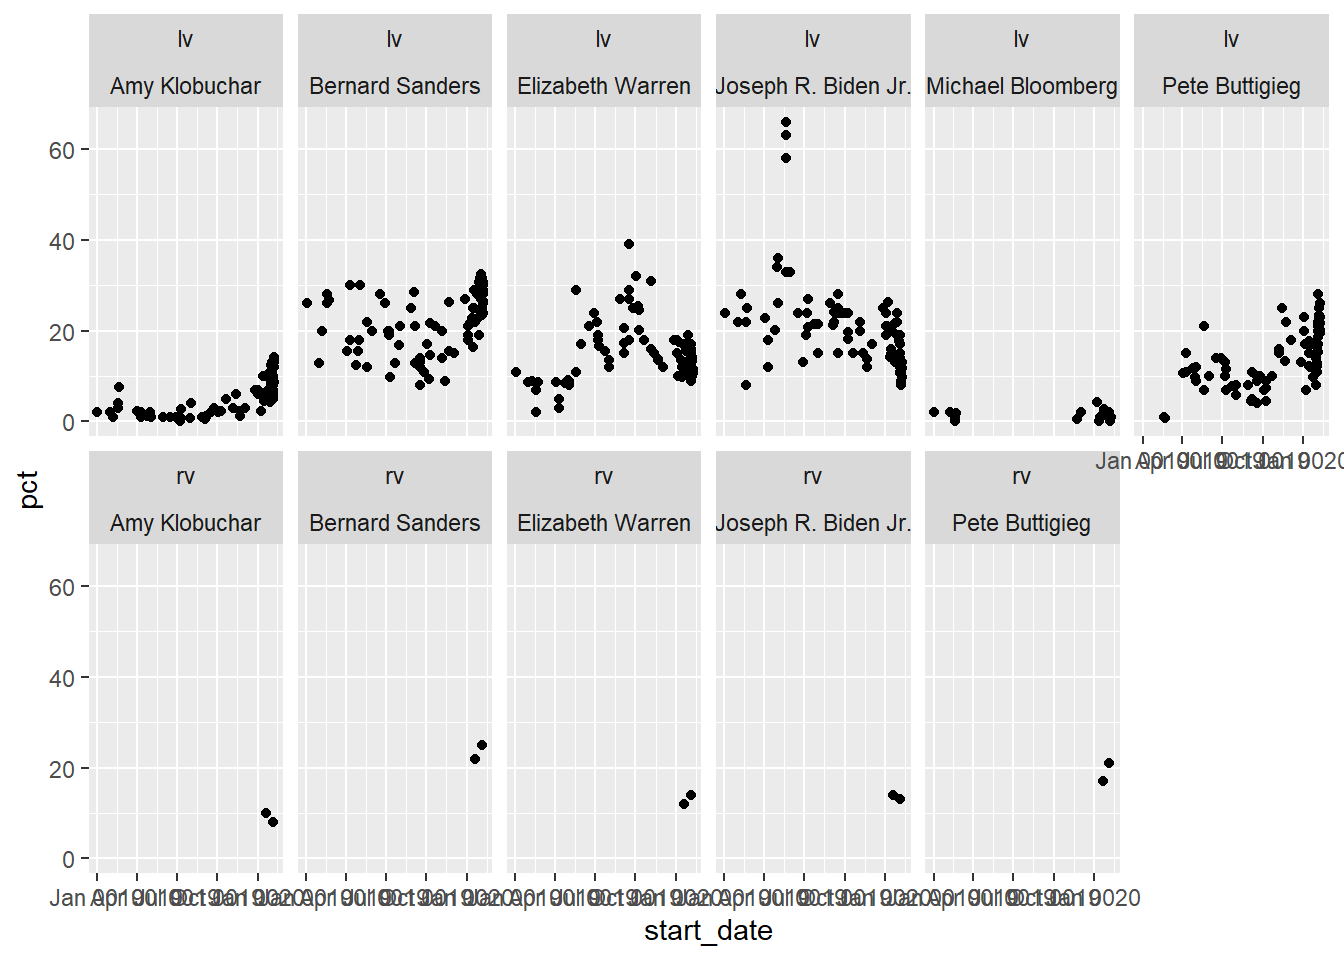 lv lv lv lv lv lv
Amy Klobuchar Bernard Sanders Elizabeth Warren Joseph R. Biden Jr. Michael Bloomberg Pete Buttigieg
60
40
20
0
rv rv rv rv rv
Amy Klobuchar Bernard Sanders Elizabeth Warren Joseph R. Biden Jr. Pete Buttigieg
60
40
20
0
pct
start_date